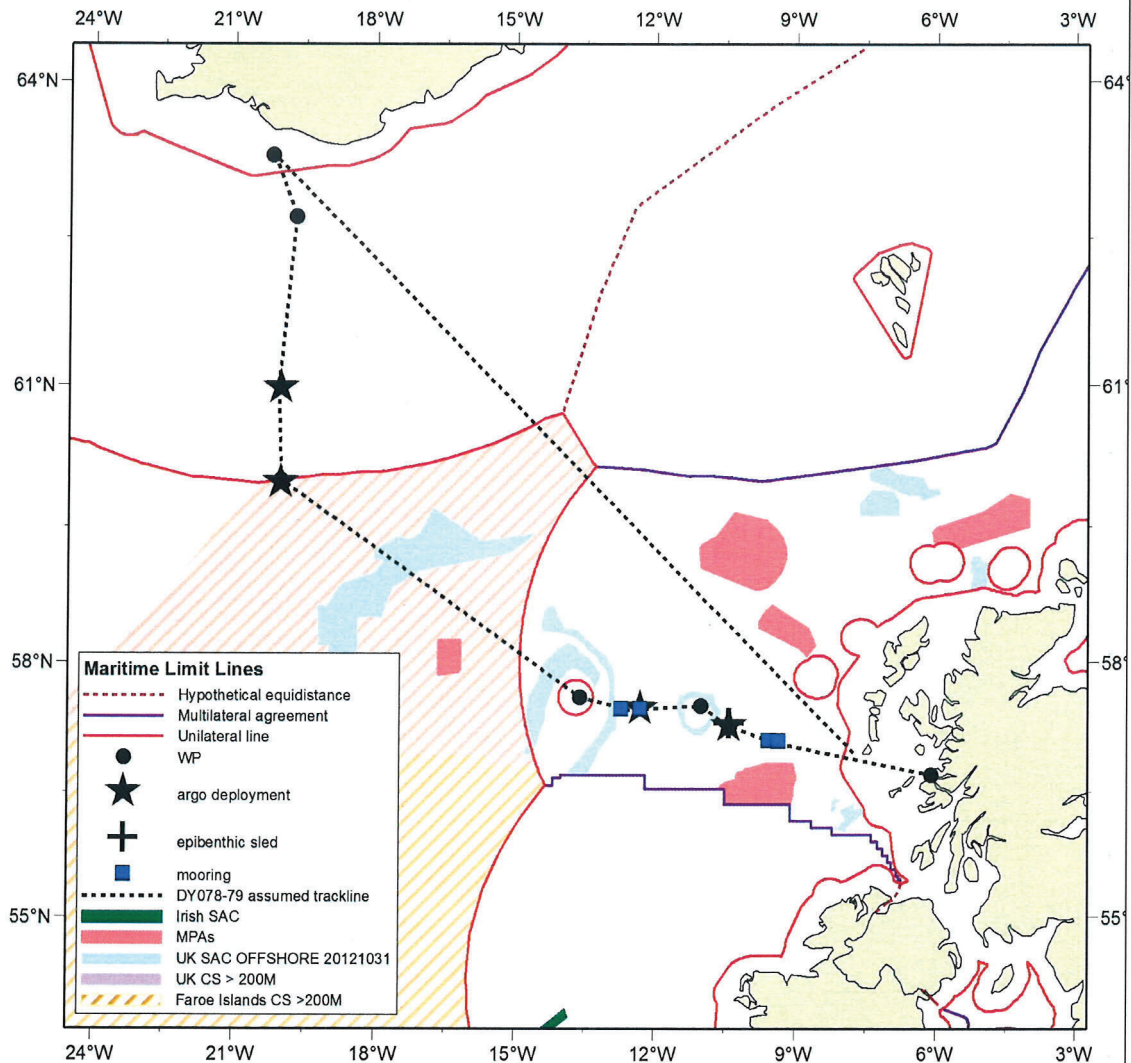 24°W 21°W 18°W 15°W 12°W 9°W 6°W 3°W
64°N 64°
61°N 61°
58°N 58°
55°N 55°
Maritime Limit Lines
Hypothetical equidistance
Multilateral agreement
Unilateral line
WP
argo deployment
epibenthic sled
mooring
DY078-79 assumed trackline
Irish SAC
MPAs
UK SAC OFFSHORE 20121031
UK CS > 200M
Faroe Islands CS >200M
24°W 21°W 18°W 15°W 12°W 9°W 6°W 3°W